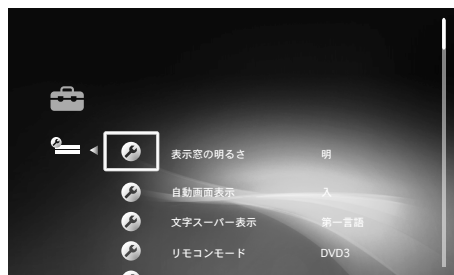 表示窓の明るさ 明
自動画面表示 入
文字スーパー表示 第一言語
リモコンモード DVD3